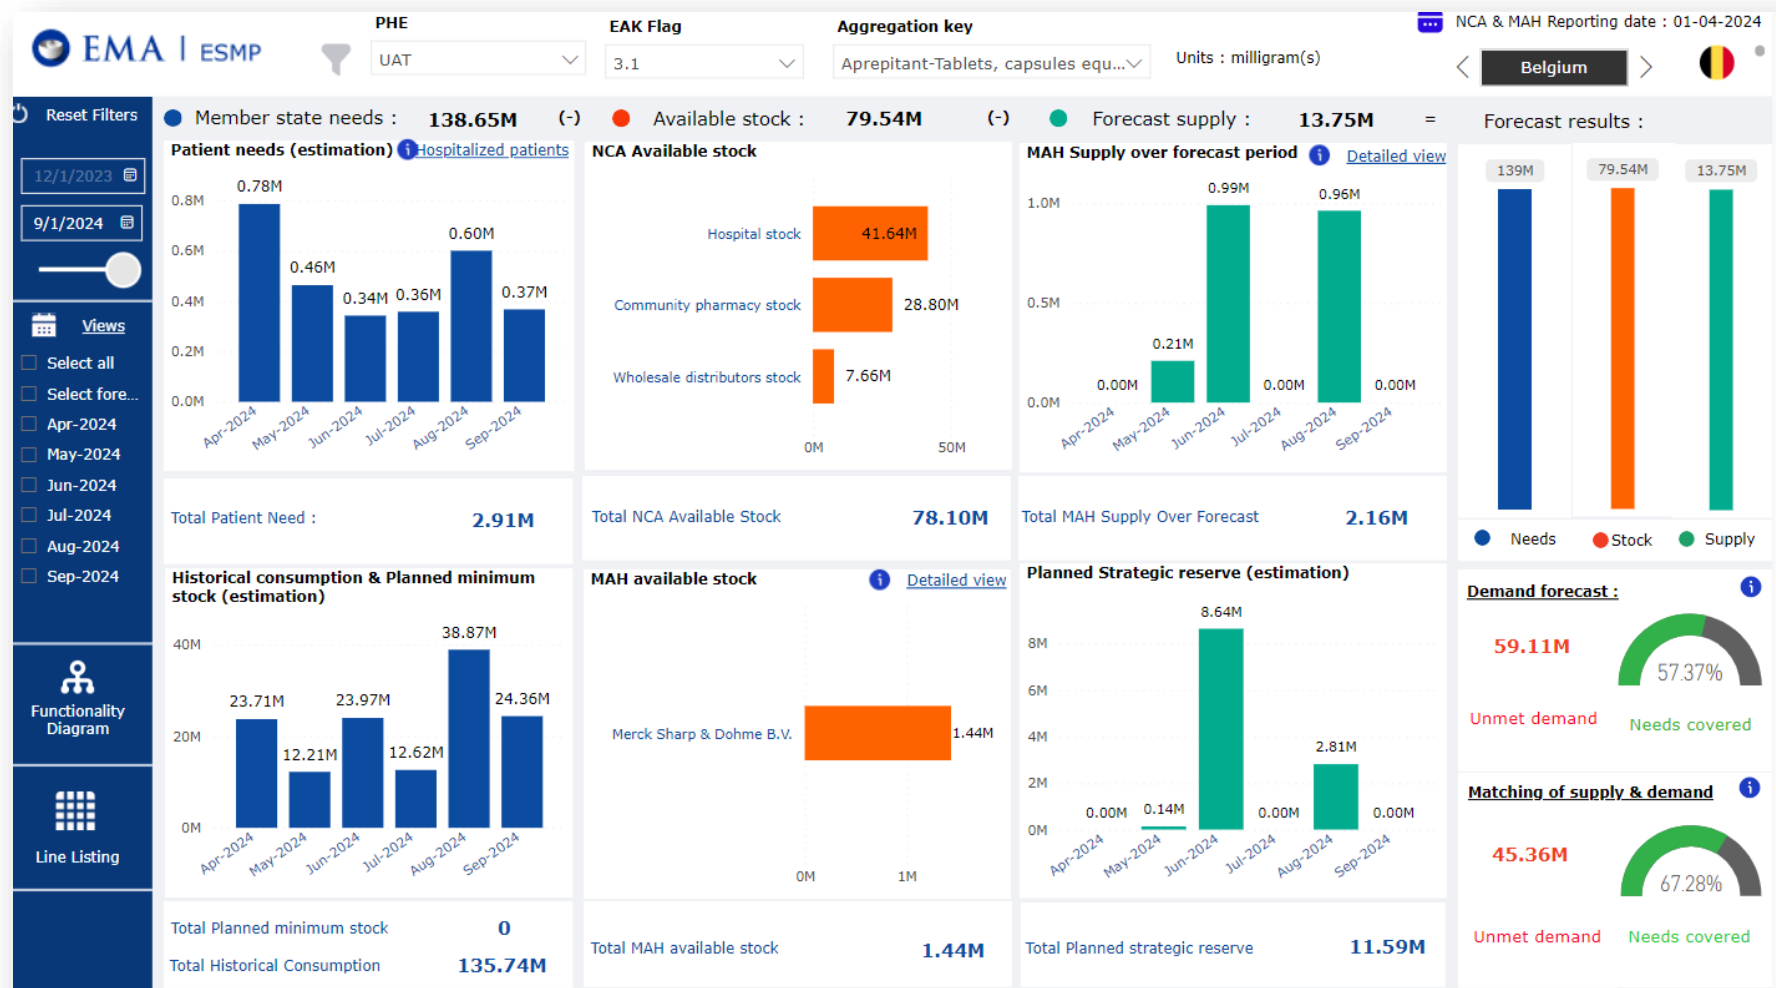 EMA | ESMP
PHE
UAT
EAK Flag
3.1
Aggregation key
Aprepitant-Tablets, capsules equ...
Units : milligram(s)
NCA & MAH Reporting date : 01-04-2024
Belgium
Reset Filters
12/1/2023
9/1/2024
Views
Select all
Select fore...
Apr-2024
May-2024
Jun-2024
Jul-2024
Aug-2024
Sep-2024
Functionality
Diagram
Line Listing
Member state needs : 138.65M (-) Available stock : 79.54M (-) Forecast supply : 13.75M = Forecast results :
Patient needs (estimation) i Hospitalized patients
0.8M
0.6M
0.4M
0.2M
0.0M
0.78M
0.46M
0.34M
0.36M
0.60M
0.37M
Apr-2024
May-2024
Jun-2024
Jul-2024
Aug-2024
Sep-2024
Total Patient Need : 2.91M
NCA Available stock
Hospital stock 41.64M
Community pharmacy stock 28.80M
Wholesale distributors stock 7.66M
0M 50M
Total NCA Available Stock 78.10M
MAH Supply over forecast period i Detailed view
1.0M
0.5M
0.0M
0.00M
0.21M
0.99M
0.00M
0.96M
0.00M
Apr-2024
May-2024
Jun-2024
Jul-2024
Aug-2024
Sep-2024
Total MAH Supply Over Forecast 2.16M
139M 79.54M 13.75M
Needs Stock Supply
Historical consumption & Planned minimum
stock (estimation)
40M
20M
0M
23.71M
12.21M
23.97M
12.62M
38.87M
24.36M
Apr-2024
May-2024
Jun-2024
Jul-2024
Aug-2024
Sep-2024
Total Planned minimum stock 0
Total Historical Consumption 135.74M
MAH available stock i Detailed view
Merck Sharp & Dohme B.V. 1.44M
0M 1M
Total MAH available stock 1.44M
Planned Strategic reserve (estimation)
8M
6M
4M
2M
0M
0.00M
0.14M
8.64M
0.00M
2.81M
0.00M
Apr-2024
May-2024
Jun-2024
Jul-2024
Aug-2024
Sep-2024
Total Planned strategic reserve 11.59M
Demand forecast : i
59.11M 57.37%
Unmet demand Needs covered
Matching of supply & demand i
45.36M 67.28%
Unmet demand Needs covered